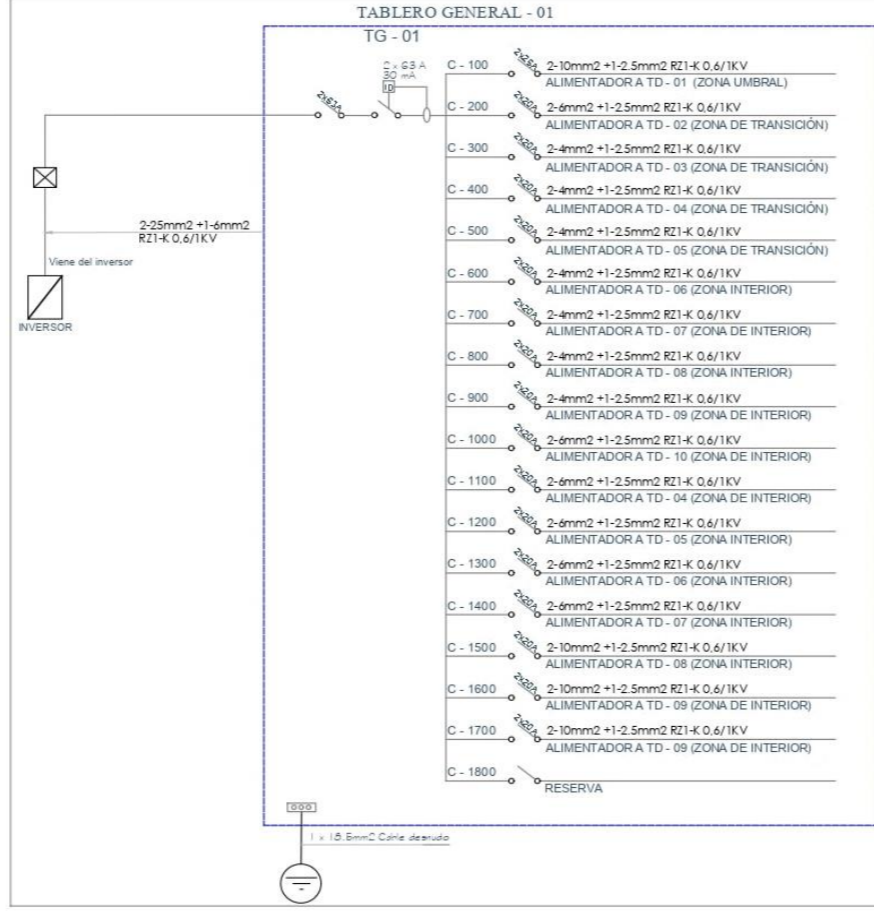 TABLERO GENERAL - 01
TG - 01
2 x 63 A
30 mA
ID
2x63A
2-25mm2 +1-6mm2
RZ1-K 0,6/1KV
Viene del inversor
INVERSOR
C - 100
2x25A
2-10mm2 +1-2.5mm2 RZ1-K 0,6/1KV
ALIMENTADOR A TD - 01 (ZONA UMBRAL)
C - 200
2x20A
2-6mm2 +1-2.5mm2 RZ1-K 0,6/1KV
ALIMENTADOR A TD - 02 (ZONA DE TRANSICIÓN)
C - 300
2x20A
2-4mm2 +1-2.5mm2 RZ1-K 0,6/1KV
ALIMENTADOR A TD - 03 (ZONA DE TRANSICIÓN)
C - 400
2x20A
2-4mm2 +1-2.5mm2 RZ1-K 0,6/1KV
ALIMENTADOR A TD - 04 (ZONA DE TRANSICIÓN)
C - 500
2x20A
2-4mm2 +1-2.5mm2 RZ1-K 0,6/1KV
ALIMENTADOR A TD - 05 (ZONA DE TRANSICIÓN)
C - 600
2x20A
2-4mm2 +1-2.5mm2 RZ1-K 0,6/1KV
ALIMENTADOR A TD - 06 (ZONA INTERIOR)
C - 700
2x20A
2-4mm2 +1-2.5mm2 RZ1-K 0,6/1KV
ALIMENTADOR A TD - 07 (ZONA DE INTERIOR)
C - 800
2x20A
2-4mm2 +1-2.5mm2 RZ1-K 0,6/1KV
ALIMENTADOR A TD - 08 (ZONA INTERIOR)
C - 900
2x20A
2-4mm2 +1-2.5mm2 RZ1-K 0,6/1KV
ALIMENTADOR A TD - 09 (ZONA DE INTERIOR)
C - 1000
2x20A
2-6mm2 +1-2.5mm2 RZ1-K 0,6/1KV
ALIMENTADOR A TD - 10 (ZONA DE INTERIOR)
C - 1100
2x20A
2-6mm2 +1-2.5mm2 RZ1-K 0,6/1KV
ALIMENTADOR A TD - 04 (ZONA DE INTERIOR)
C - 1200
2x20A
2-6mm2 +1-2.5mm2 RZ1-K 0,6/1KV
ALIMENTADOR A TD - 05 (ZONA INTERIOR)
C - 1300
2x20A
2-6mm2 +1-2.5mm2 RZ1-K 0,6/1KV
ALIMENTADOR A TD - 06 (ZONA INTERIOR)
C - 1400
2x20A
2-6mm2 +1-2.5mm2 RZ1-K 0,6/1KV
ALIMENTADOR A TD - 07 (ZONA INTERIOR)
C - 1500
2x20A
2-10mm2 +1-2.5mm2 RZ1-K 0,6/1KV
ALIMENTADOR A TD - 08 (ZONA INTERIOR)
C - 1600
2x20A
2-10mm2 +1-2.5mm2 RZ1-K 0,6/1KV
ALIMENTADOR A TD - 09 (ZONA DE INTERIOR)
C - 1700
2x20A
2-10mm2 +1-2.5mm2 RZ1-K 0,6/1KV
ALIMENTADOR A TD - 09 (ZONA DE INTERIOR)
C - 1800
RESERVA
1 x 18.5mm2 Cable desnudo